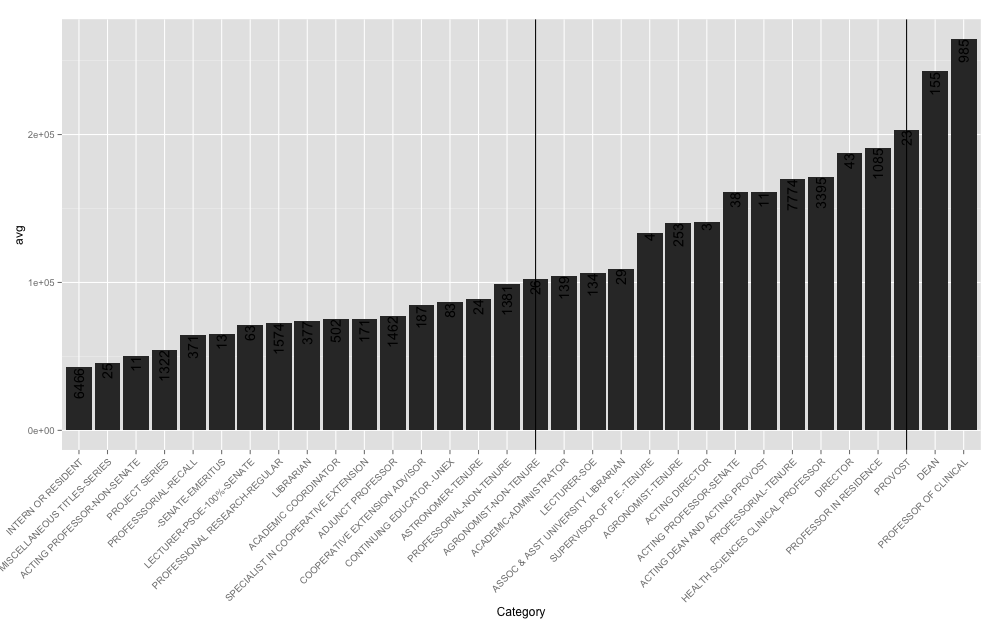 avg
2e+05
1e+05
0e+00
6466
25
11
1322
371
13
63
1574
377
502
171
1462
187
83
24
1381
26
139
134
29
4
253
3
38
11
7774
3395
43
1085
23
155
985
INTERN OR RESIDENT
MISCELLANEOUS TITLES-SERIES
ACTING PROFESSOR-NON-SENATE
PROJECT SERIES
PROFESSSORIAL RECALL
-SENATE-EMERITUS
LECTURER-PSOE-100%-SENATE
PROFESSIONAL RESEARCH-REGULAR
LIBRARIAN
ACADEMIC COORDINATOR
SPECIALIST IN COOPERATIVE EXTENSION
ADJUNCT PROFESSOR
COOPERATIVE EXTENSION ADVISOR
CONTINUING EDUCATOR -UNEX
ASTRONOMER-TENURE
PROFESSORIAL-NON-TENURE
AGRONOMIST-NON-TENURE
ACADEMIC-ADMINISTRATOR
LECTURER-SOE
ASSOC & ASST UNIVERSITY LIBRARIAN
SUPERVISOR OF P.E.-TENURE
AGRONOMIST-TENURE
ACTING DIRECTOR
ACTING PROFESSOR-SENATE
ACTING DEAN AND ACTING PROVOST
PROFESSORIAL-TENURE
HEALTH SCIENCES CLINICAL PROFESSOR
DIRECTOR
PROFESSOR IN RESIDENCE
PROVOST
DEAN
PROFESSOR OF CLINICAL
Category